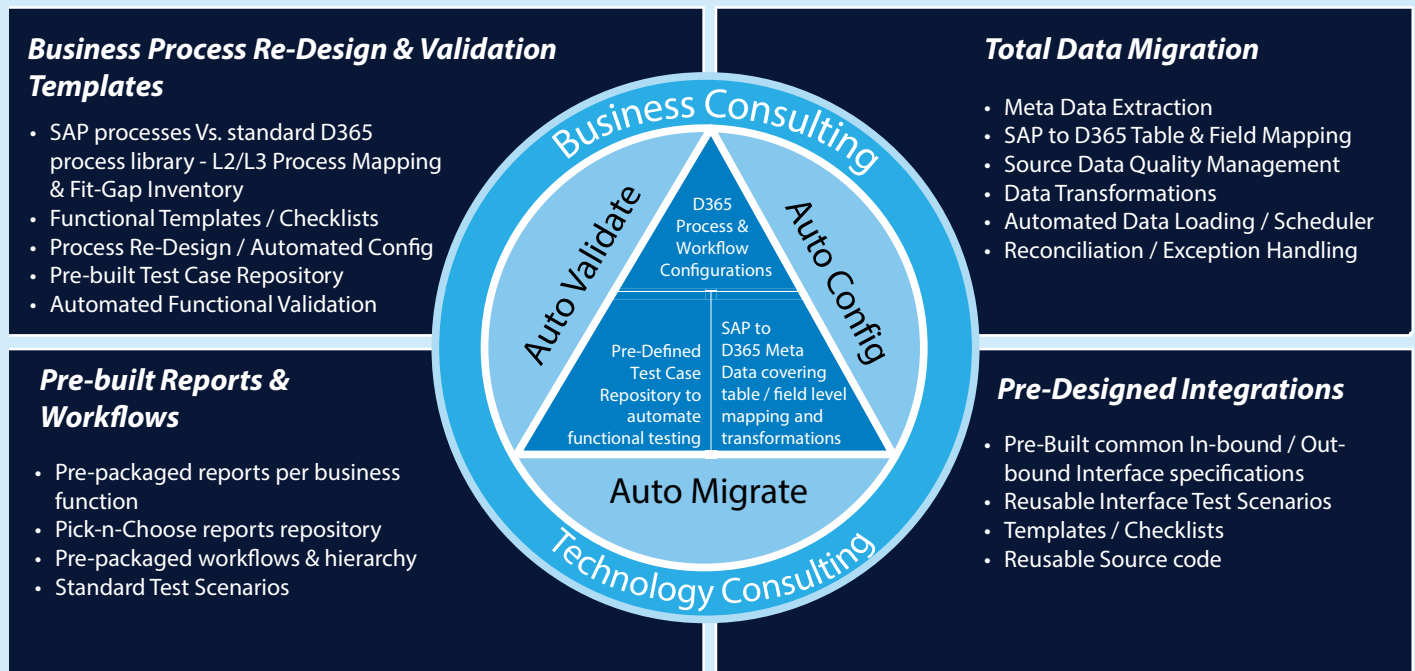 Business Process Re-Design & Validation
Templates
• SAP processes Vs. standard D365
process library - L2/L3 Process Mapping
& Fit-Gap Inventory
• Functional Templates / Checklists
• Process Re-Design / Automated Config
• Pre-built Test Case Repository
• Automated Functional Validation
Total Data Migration
• Meta Data Extraction
• SAP to D365 Table & Field Mapping
• Source Data Quality Management
• Data Transformations
• Automated Data Loading / Scheduler
• Reconciliation / Exception Handling
Business Consulting
Auto Validate
Auto Config
D365
Process &
Workflow
Configurations
Pre-Defined
Test Case
Repository to
automate
functional testing
SAP to
D365 Meta
Data covering
table / field level
mapping and
transformations
Auto Migrate
Technology Consulting
Pre-built Reports &
Workflows
• Pre-packaged reports per business
function
• Pick-n-Choose reports repository
• Pre-packaged workflows & hierarchy
• Standard Test Scenarios
Pre-Designed Integrations
• Pre-Built common In-bound / Out-
bound Interface specifications
• Reusable Interface Test Scenarios
• Templates / Checklists
• Reusable Source code